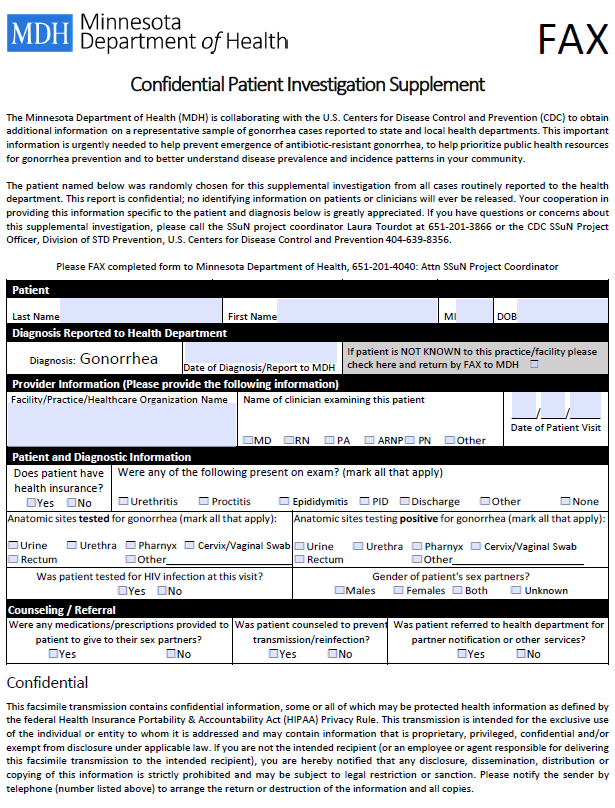 MDH Minnesota
Department of Health
FAX
Confidential Patient Investigation Supplement
The Minnesota Department of Health (MDH) is collaborating with the U.S. Centers for Disease Control and Prevention (CDC) to obtain
additional information on a representative sample of gonorrhea cases reported to state and local health departments. This important
information is urgently needed to help prevent emergence of antibiotic-resistant gonorrhea, to help prioritize public health resources
for gonorrhea prevention and to better understand disease prevalence and incidence patterns in your community.
The patient named below was randomly chosen for this supplemental investigation from all cases routinely reported to the health
department. This report is confidential; no identifying information on patients or clinicians will ever be released. Your cooperation in
providing this information specific to the patient and diagnosis below is greatly appreciated. If you have questions or concerns about
this supplemental investigation, please call the SSuN project coordinator Laura Tourdot at 651-201-3866 or the CDC SSuN Project
Officer, Division of STD Prevention, U.S. Centers for Disease Control and Prevention 404-639-8356.
Please FAX completed form to Minnesota Department of Health, 651-201-4040: Attn SSuN Project Coordinator
Patient
Last Name First Name MI DOB
Diagnosis Reported to Health Department
Diagnosis: Gonorrhea
Date of Diagnosis/Report to MDH
If patient is NOT KNOWN to this practice/facility please
check here and return by FAX to MDH
Provider Information (Please provide the following information)
Facility/Practice/Healthcare Organization Name
Name of clinician examining this patient
MD RN PA ARNP PN Other
/ /
Date of Patient Visit
Patient and Diagnostic Information
Does patient have
health insurance?
Yes No
Were any of the following present on exam? (mark all that apply)
Urethritis Proctitis Epididymitis PID Discharge Other None
Anatomic sites tested for gonorrhea (mark all that apply):
Urine Urethra Pharnyx Cervix/Vaginal Swab
Rectum Other
Anatomic sites testing positive for gonorrhea (mark all that apply):
Urine Urethra Pharnyx Cervix/Vaginal Swab
Rectum Other
Was patient tested for HIV infection at this visit?
Yes No
Gender of patient's sex partners?
Males Females Both Unknown
Counseling / Referral
Were any medications/prescriptions provided to
patient to give to their sex partners?
Yes No
Was patient counseled to prevent
transmission/reinfection?
Yes No
Was patient referred to health department for
partner notification or other services?
Yes No
Confidential
This facsimile transmission contains confidential information, some or all of which may be protected health information as defined by
the federal Health Insurance Portability & Accountability Act (HIPAA) Privacy Rule. This transmission is intended for the exclusive use
of the individual or entity to whom it is addressed and may contain information that is proprietary, privileged, confidential and/or
exempt from disclosure under applicable law. If you are not the intended recipient (or an employee or agent responsible for delivering
this facsimile transmission to the intended recipient), you are hereby notified that any disclosure, dissemination, distribution or
copying of this information is strictly prohibited and may be subject to legal restriction or sanction. Please notify the sender by
telephone (number listed above) to arrange the return or destruction of the information and all copies.